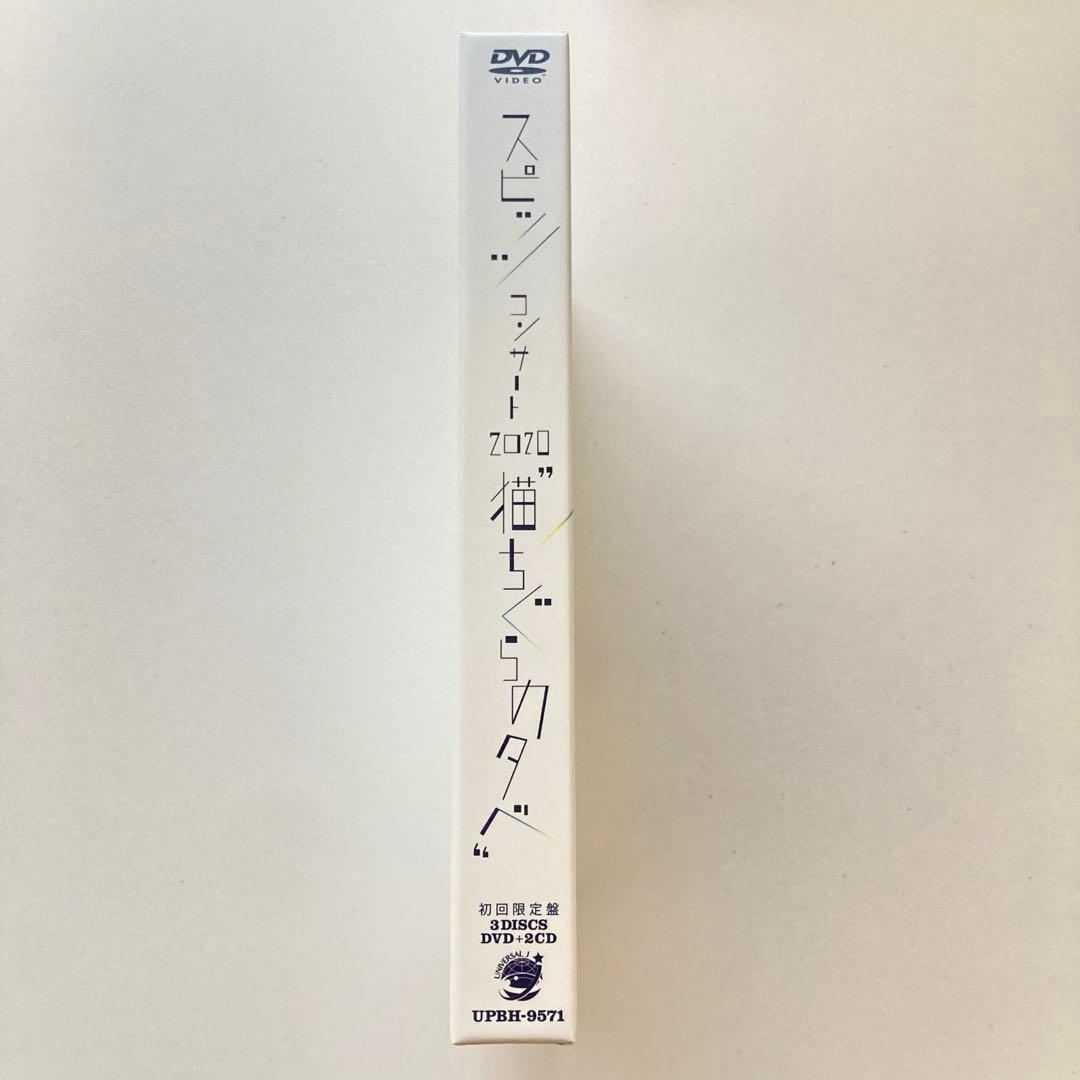 DVD
VIDEO
スピッツ
コンサート
2020
"猫ちぐらの夕べ"
初回限定盤
3DISCS
DVD+2CD
UNIVERSAL J
UPBH-9571